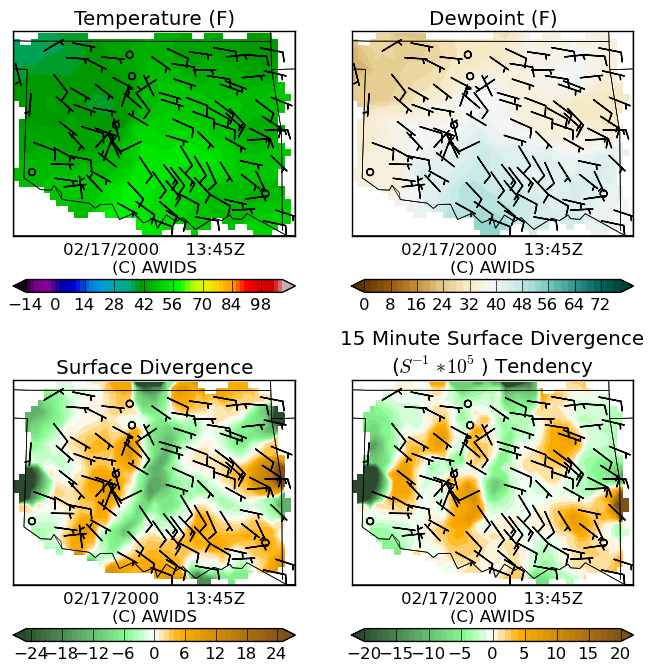 Temperature (F)
Dewpoint (F)
02/17/2000 13:45Z
(C) AWIDS
02/17/2000 13:45Z
(C) AWIDS
−14 0 14 28 42 56 70 84 98
0 8 16 24 32 40 48 56 64 72
Surface Divergence
15 Minute Surface Divergence
(S⁻¹ *10⁵ ) Tendency
02/17/2000 13:45Z
(C) AWIDS
02/17/2000 13:45Z
(C) AWIDS
−24 −18 −12 −6 0 6 12 18 24
−20 −15 −10 −5 0 5 10 15 20